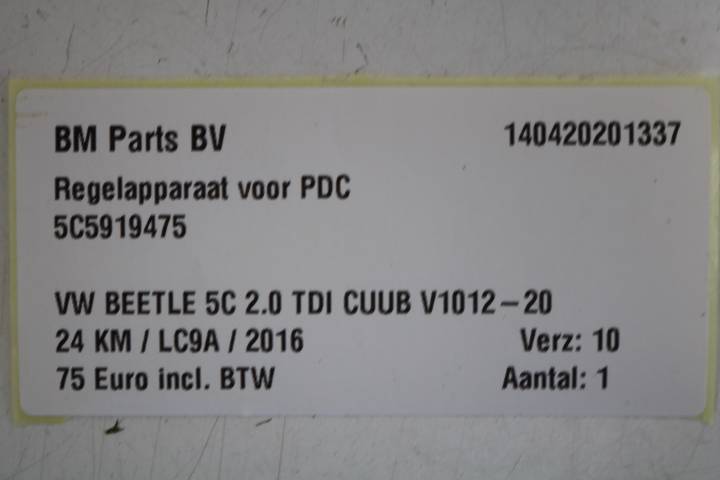 BM Parts BV 140420201337
Regelapparaat voor PDC
5C5919475
VW BEETLE 5C 2.0 TDI CUUB V1012-20
24 KM / LC9A / 2016 Verz: 10
75 Euro incl. BTW Aantal: 1